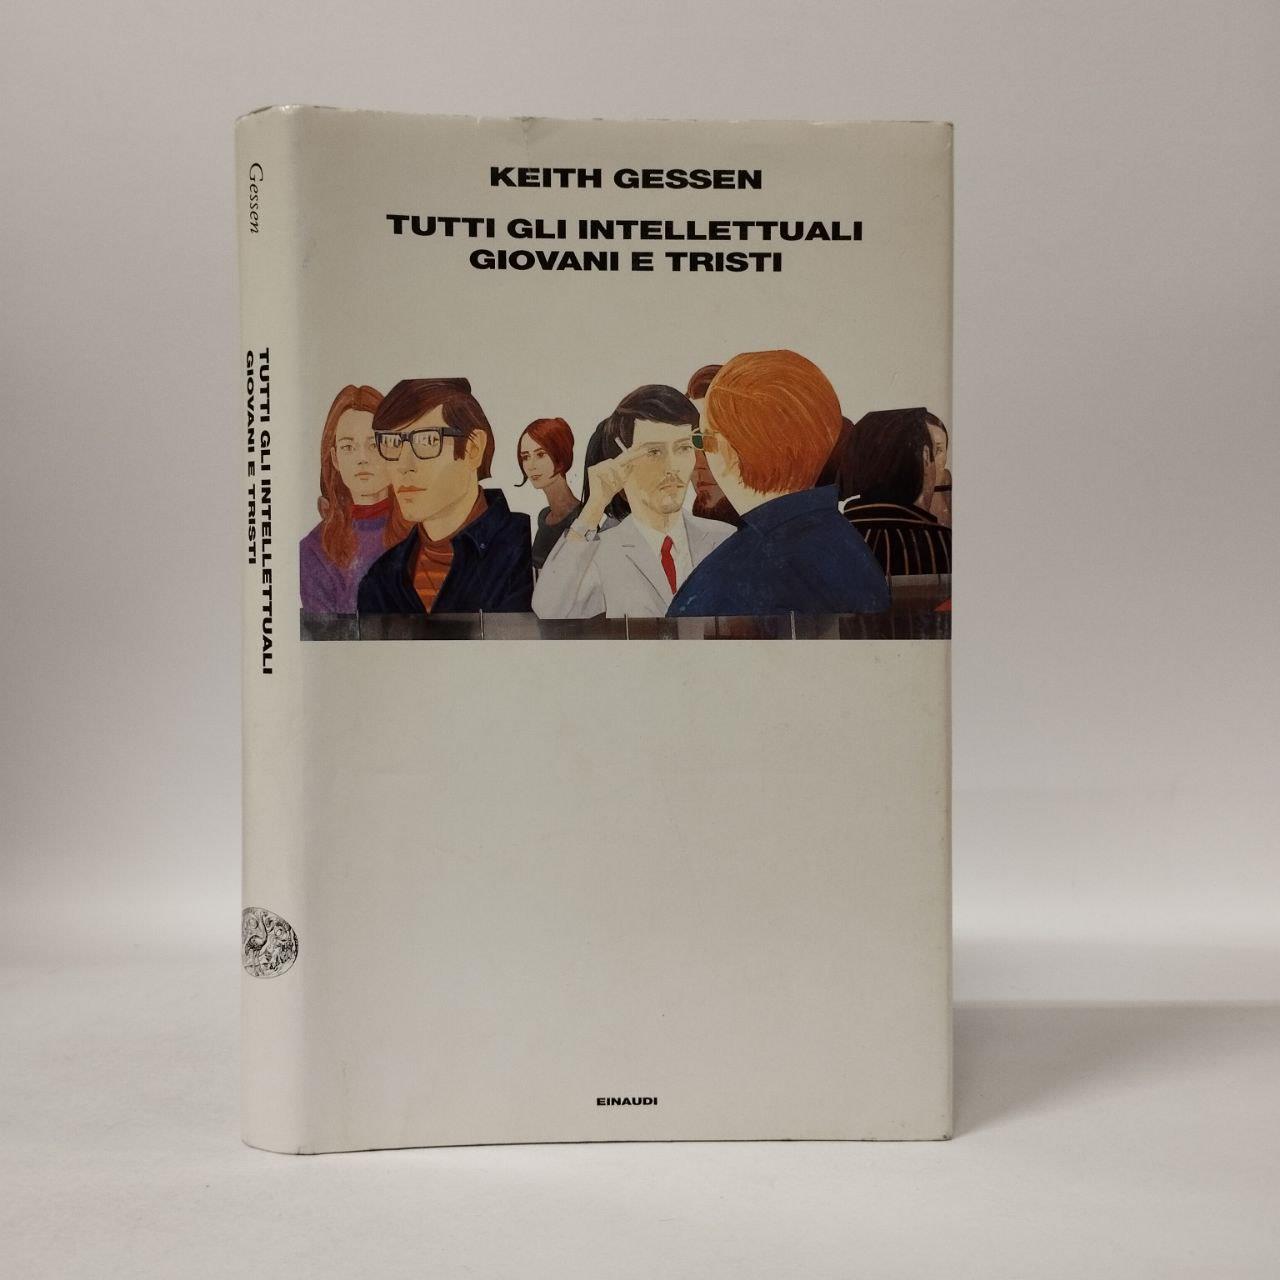 KEITH GESSEN
TUTTI GLI INTELLETTUALI
GIOVANI E TRISTI
EINAUDI
Gessen
TUTTI GLI INTELLETTUALI
GIOVANI E TRISTI